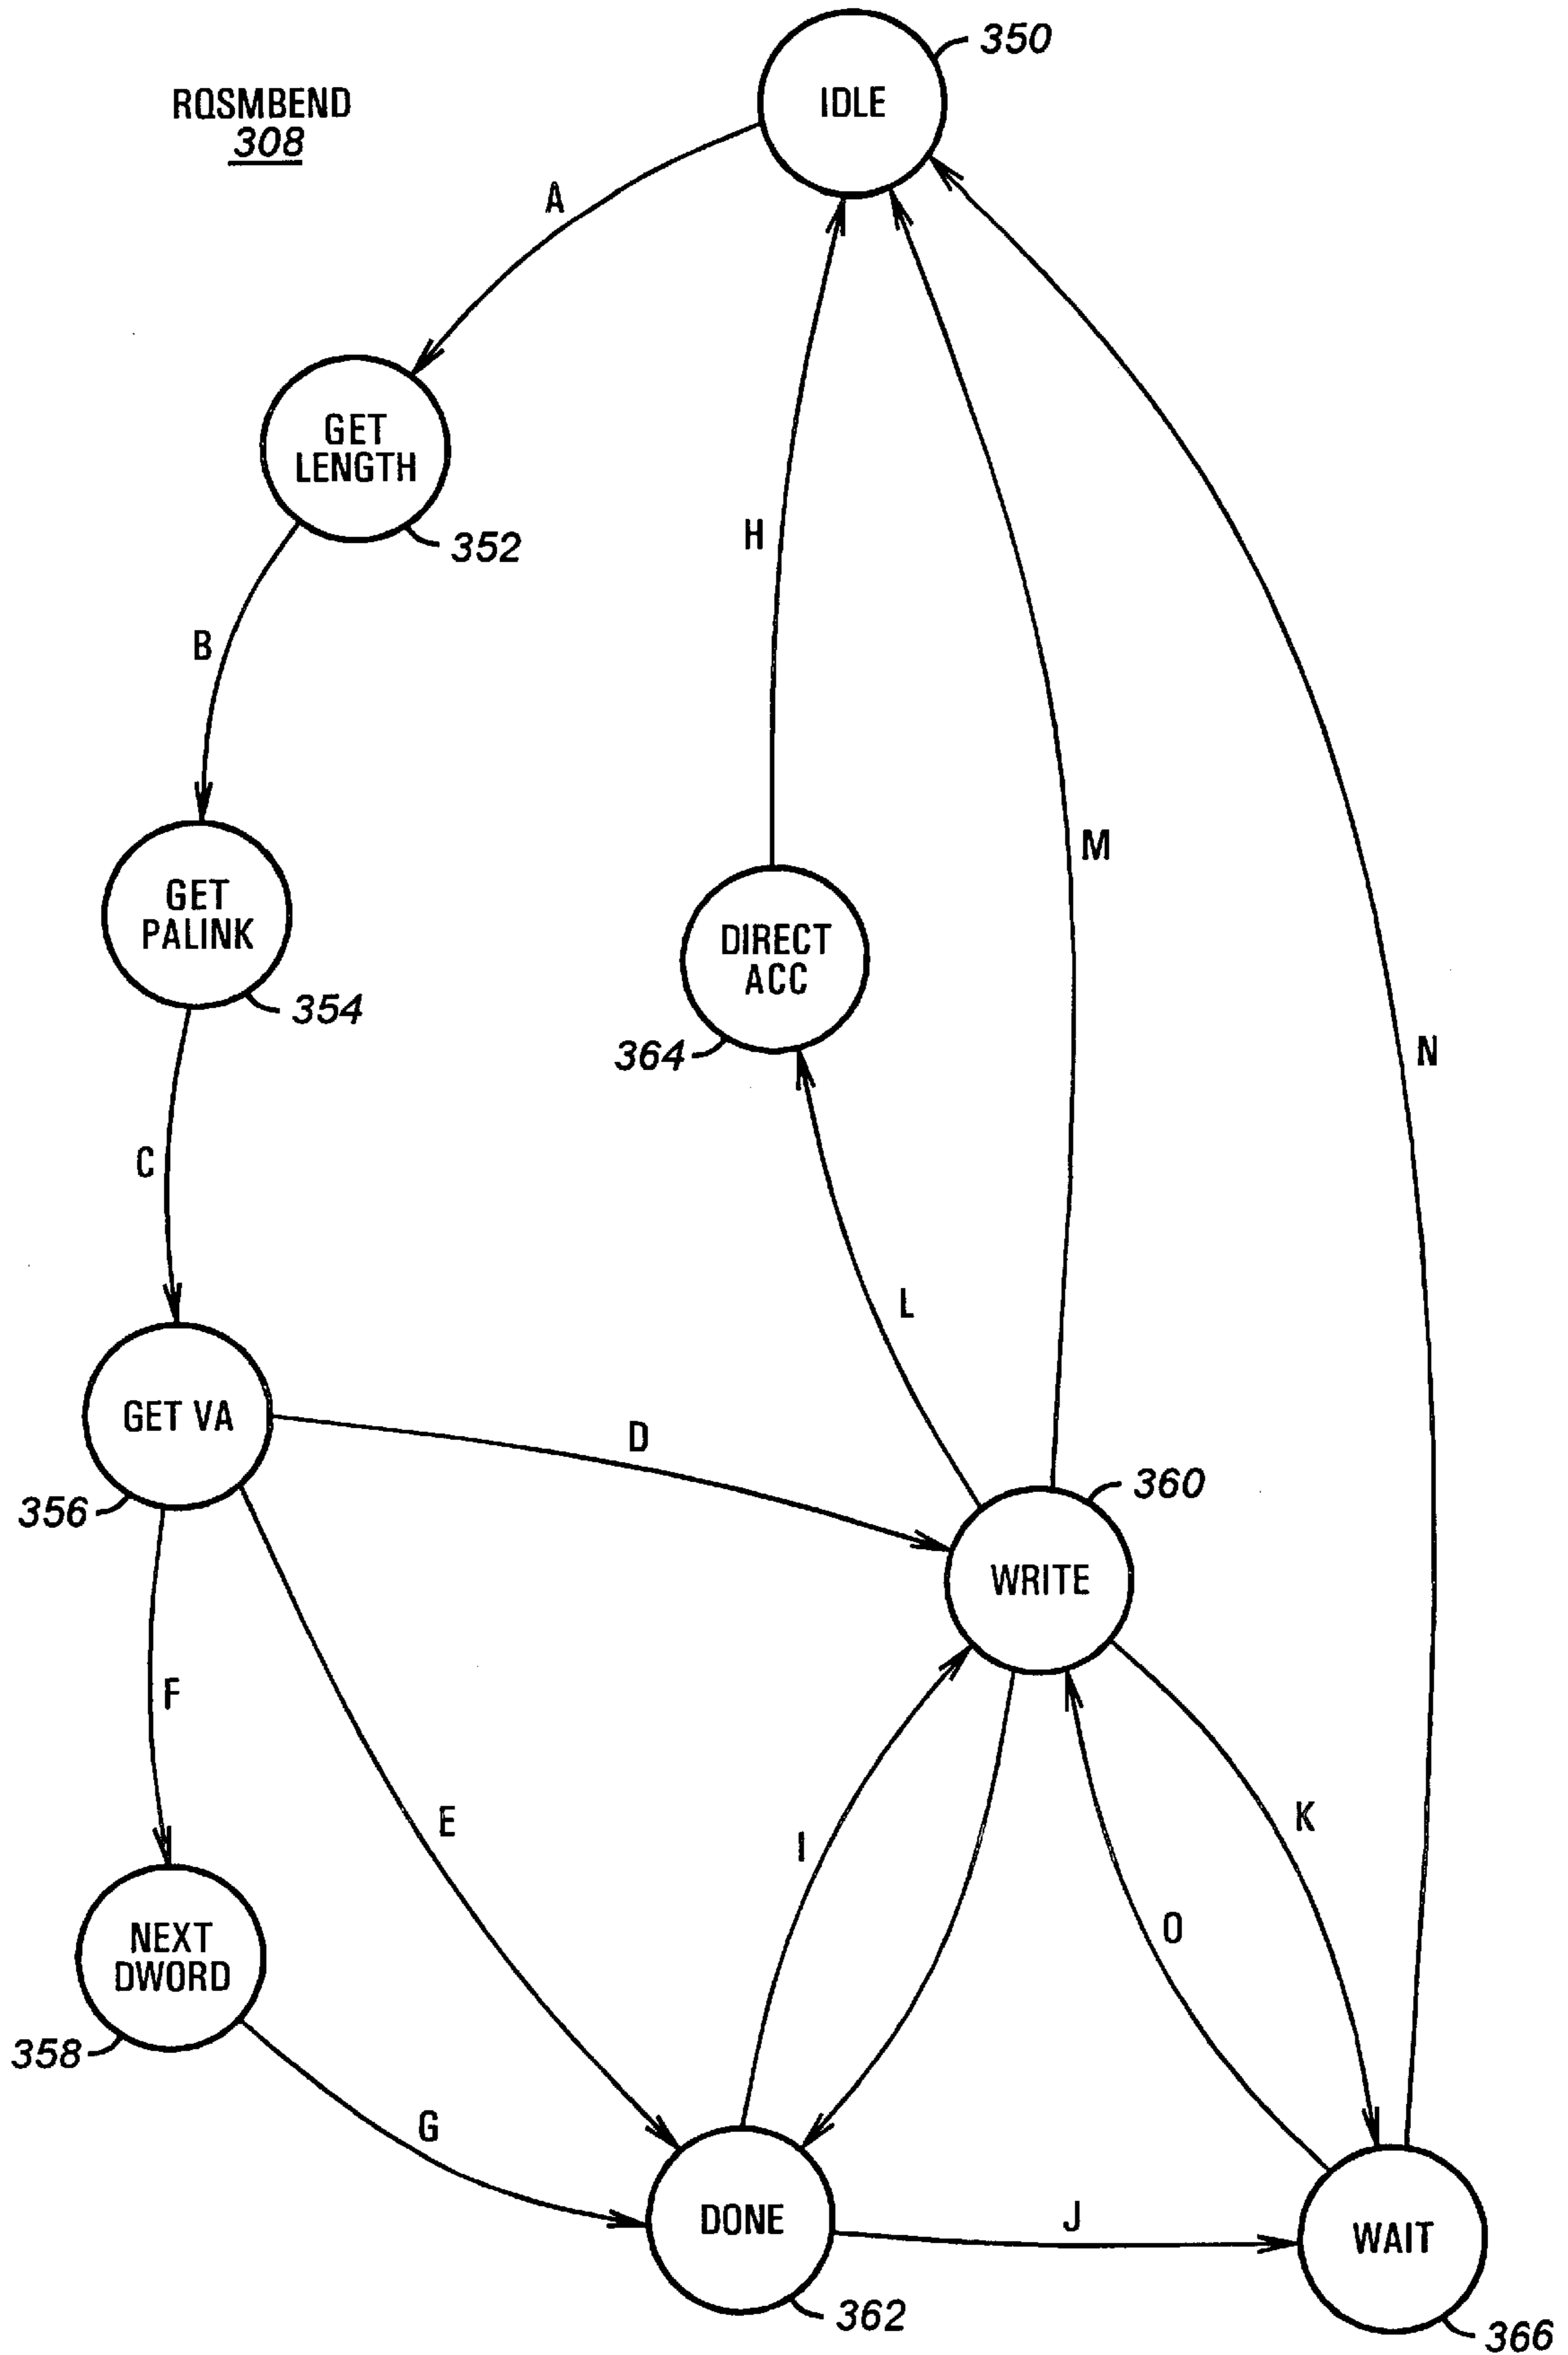 350
IDLE
RQSMBEND
308
A
GET
LENGTH
352
H
B
M
GET
PALINK
DIRECT
ACC
354
364
N
C
L
GET VA
D
360
356
WRITE
F
K
E
I
O
NEXT
DWORD
358
G
DONE
J
WAIT
362
366